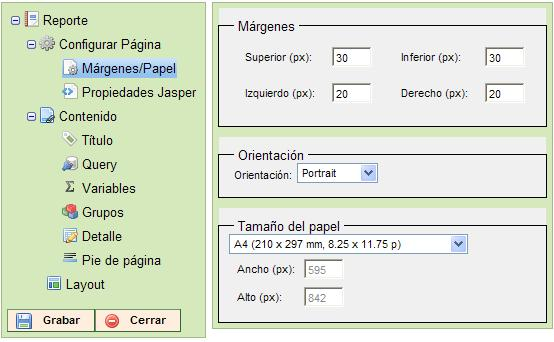 Reporte
Configurar Página
Márgenes/Papel
Propiedades Jasper
Contenido
Título
Query
Variables
Grupos
Detalle
Pie de página
Layout
Grabar Cerrar
Márgenes
Superior (px): 30 Inferior (px): 30
Izquierdo (px): 20 Derecho (px): 20
Orientación
Orientación: Portrait
Tamaño del papel
A4 (210 x 297 mm, 8.25 x 11.75 p)
Ancho (px): 595
Alto (px): 842